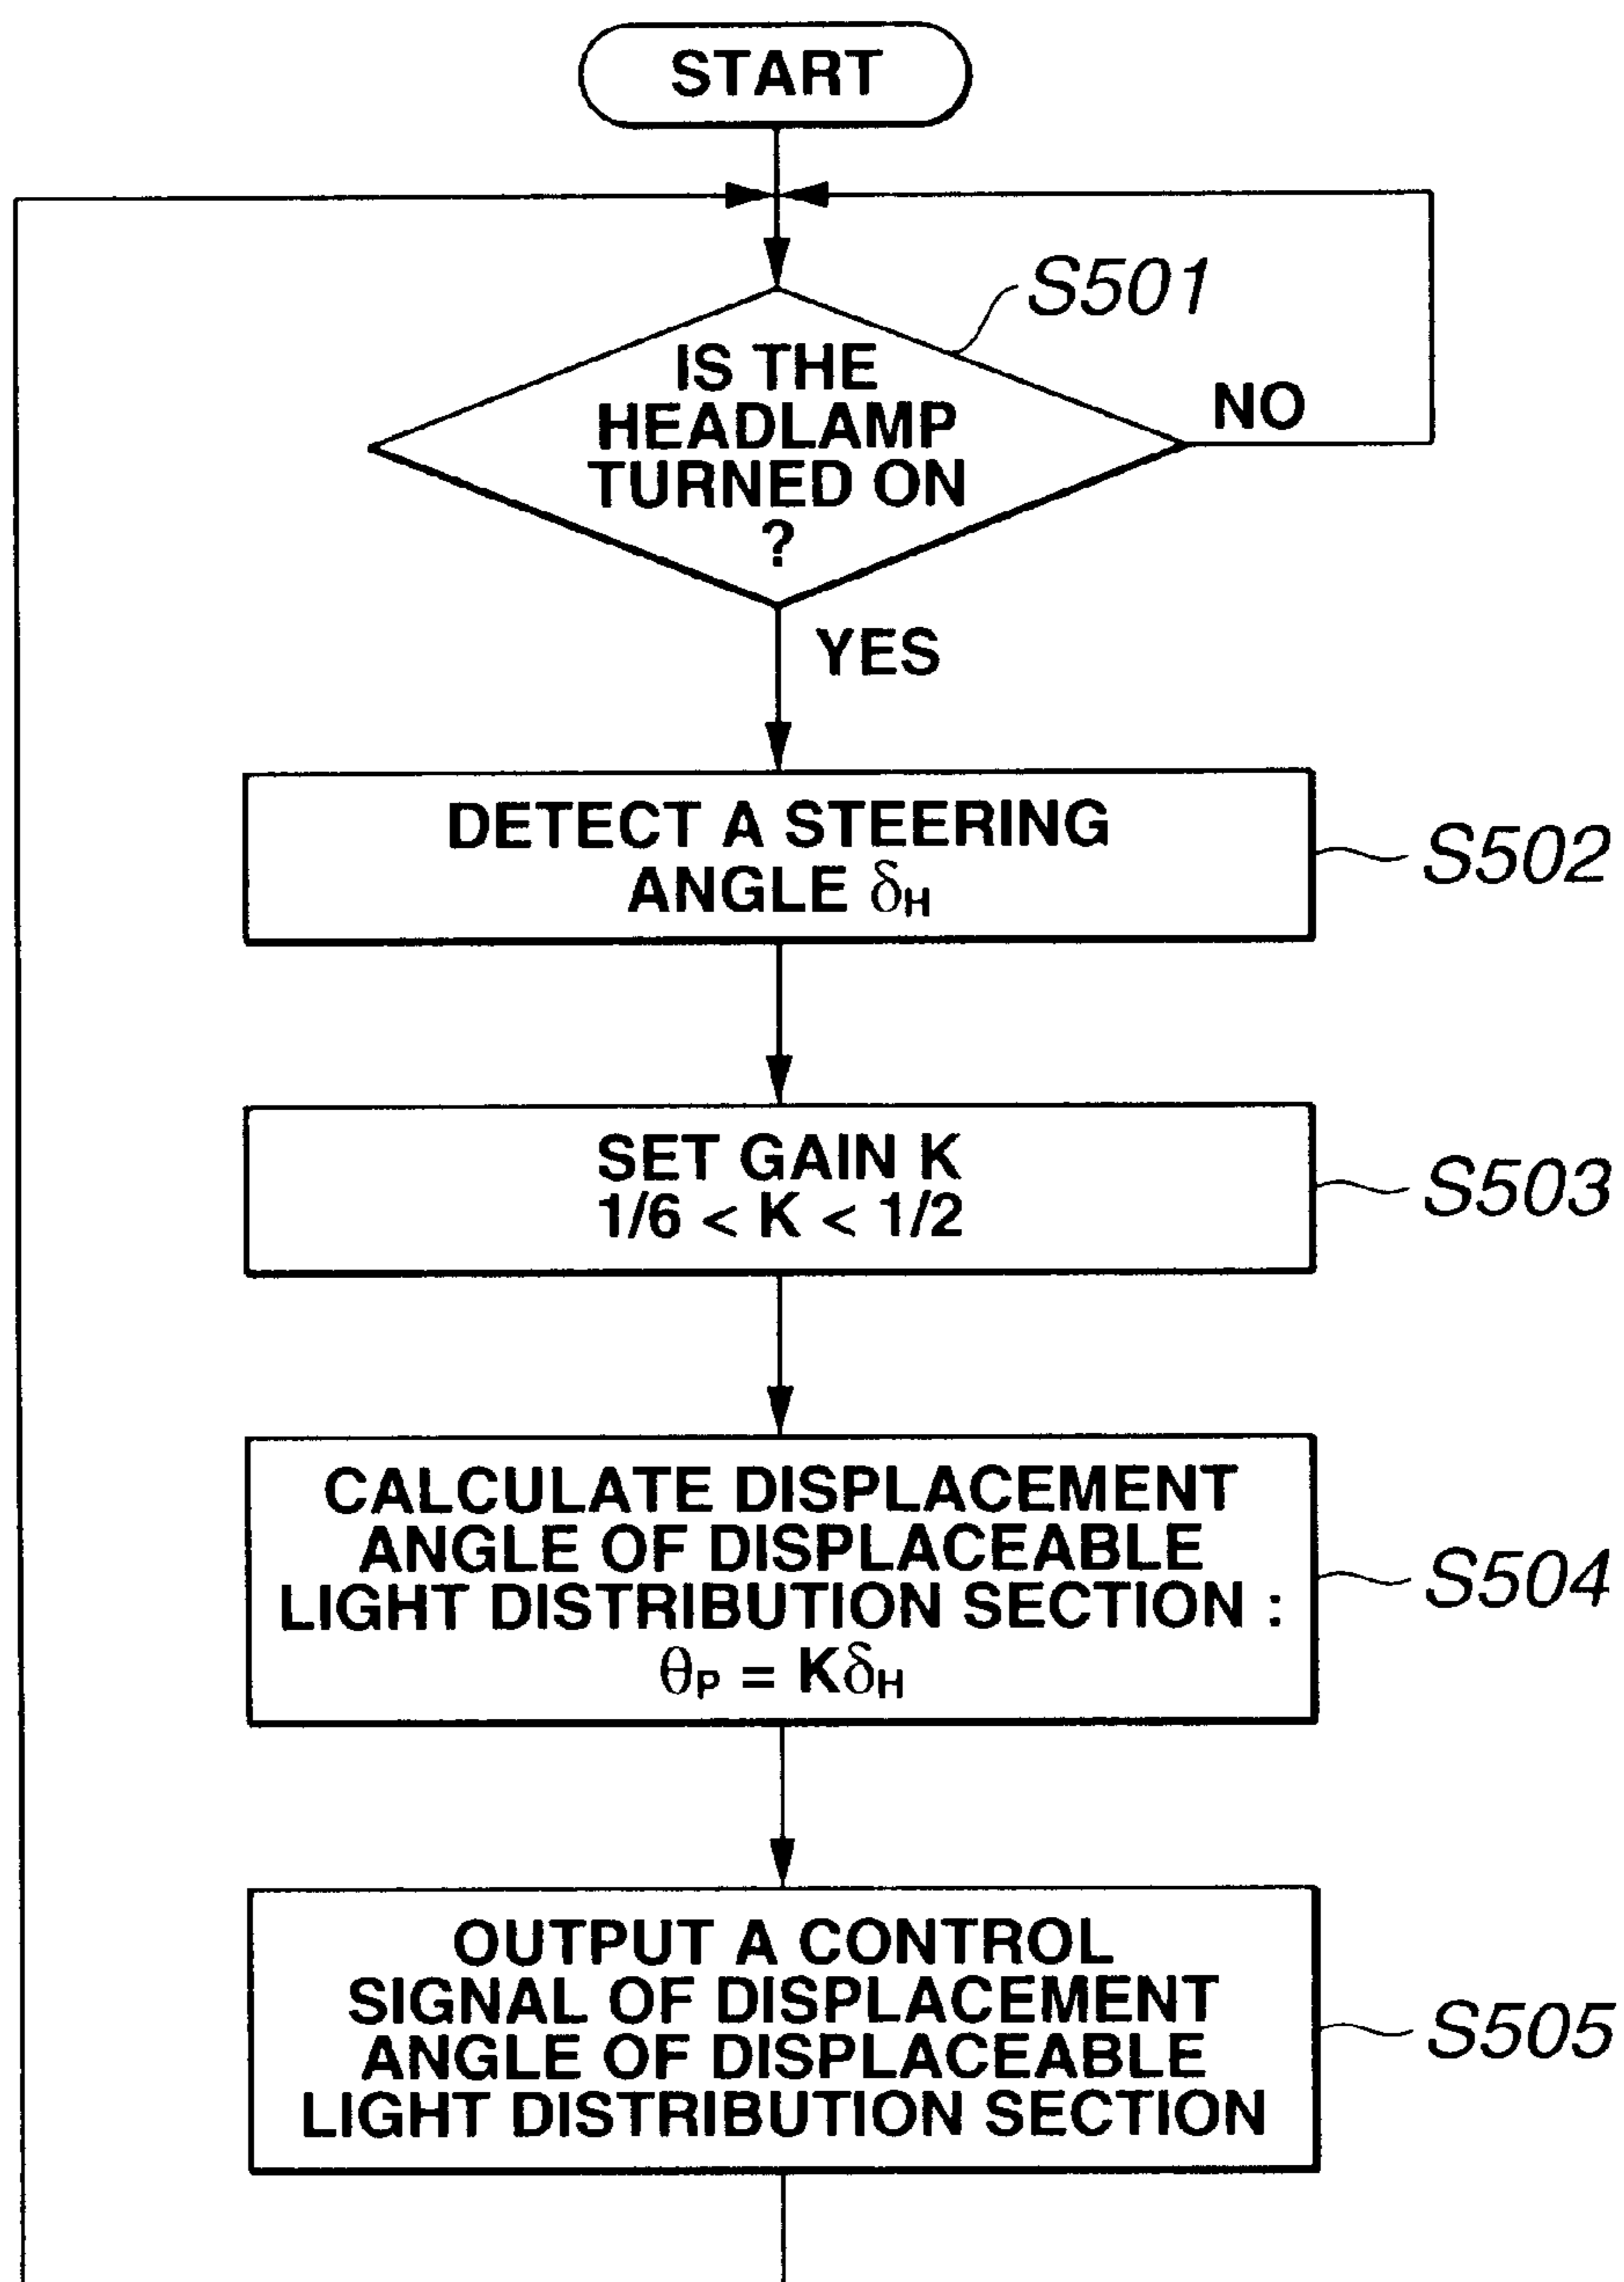 START
S501
IS THE
HEADLAMP
TURNED ON
?
NO
YES
DETECT A STEERING
ANGLE δH
S502
SET GAIN K
1/6 < K < 1/2
S503
CALCULATE DISPLACEMENT
ANGLE OF DISPLACEABLE
LIGHT DISTRIBUTION SECTION :
θP = KδH
S504
OUTPUT A CONTROL
SIGNAL OF DISPLACEMENT
ANGLE OF DISPLACEABLE
LIGHT DISTRIBUTION SECTION
S505